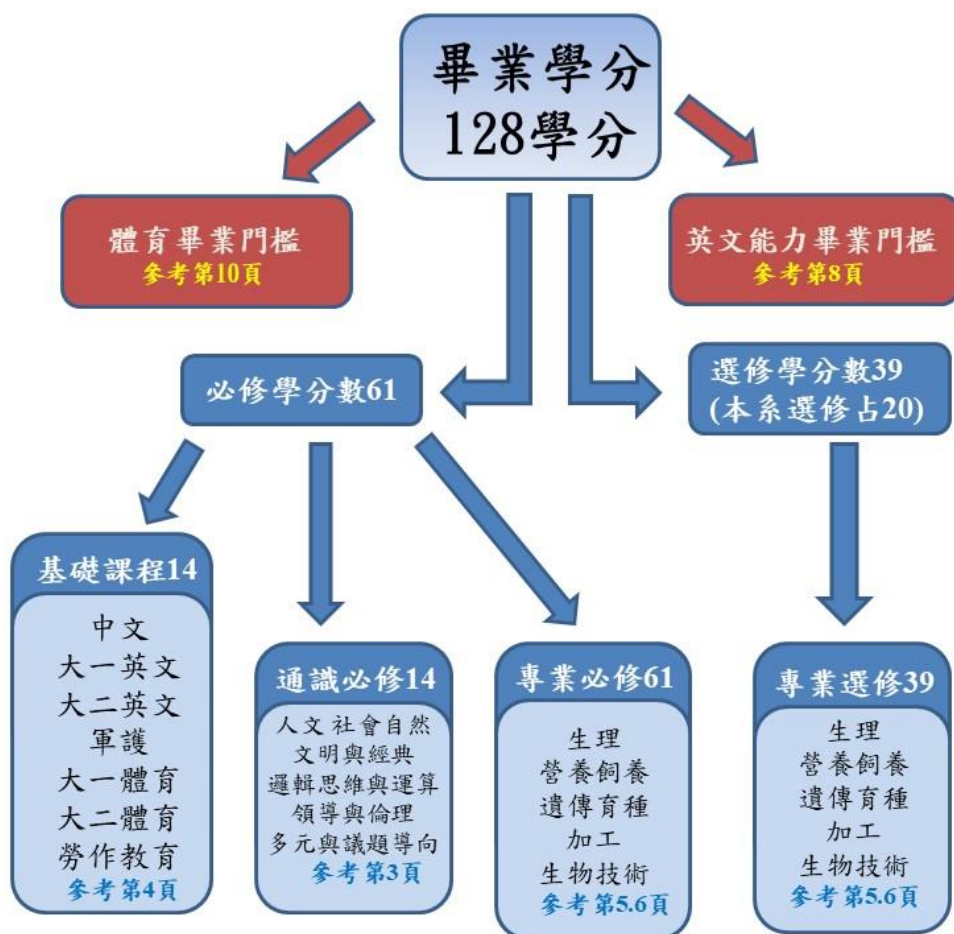 畢業學分
128學分
體育畢業門檻
參考第10頁
英文能力畢業門檻
參考第8頁
必修學分數61
選修學分數39
(本系選修占20)
基礎課程14
中文
大一英文
大二英文
軍護
大一體育
大二體育
勞作教育
參考第4頁
通識必修14
人文 社會自然
文明與經典
邏輯思維與運算
領導與倫理
多元與議題導向
參考第3頁
專業必修61
生理
營養飼養
遺傳育種
加工
生物技術
參考第5.6頁
專業選修39
生理
營養飼養
遺傳育種
加工
生物技術
參考第5.6頁